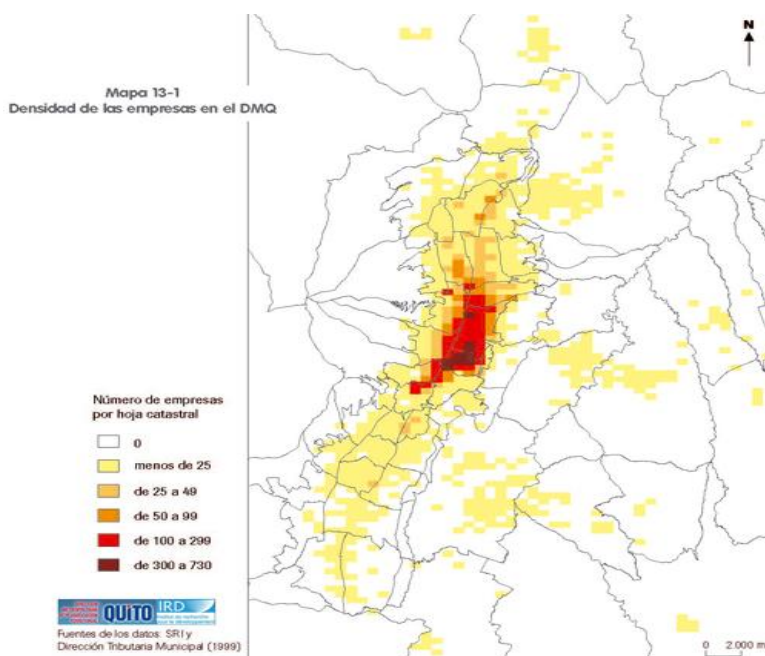 Mapa 13-1
Densidad de las empresas en el DMQ
N
Número de empresas
por hoja catastral
0
menos de 25
de 25 a 49
de 50 a 99
de 100 a 299
de 300 a 730
QUITO
IRD
Fuentes de los datos: SRI y
Dirección Tributaria Municipal (1999)
0 2.000 m